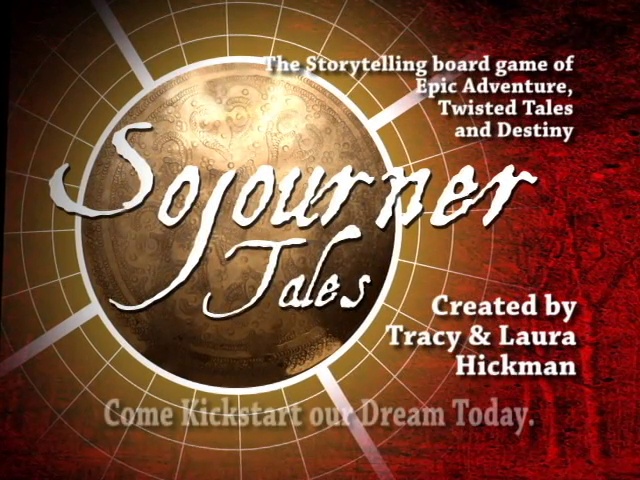 The Storytelling board game of
Epic Adventure,
Twisted Tales
and Destiny
Sojourner
Tales
Created by
Tracy & Laura
Hickman
Come Kickstart our Dream Today.